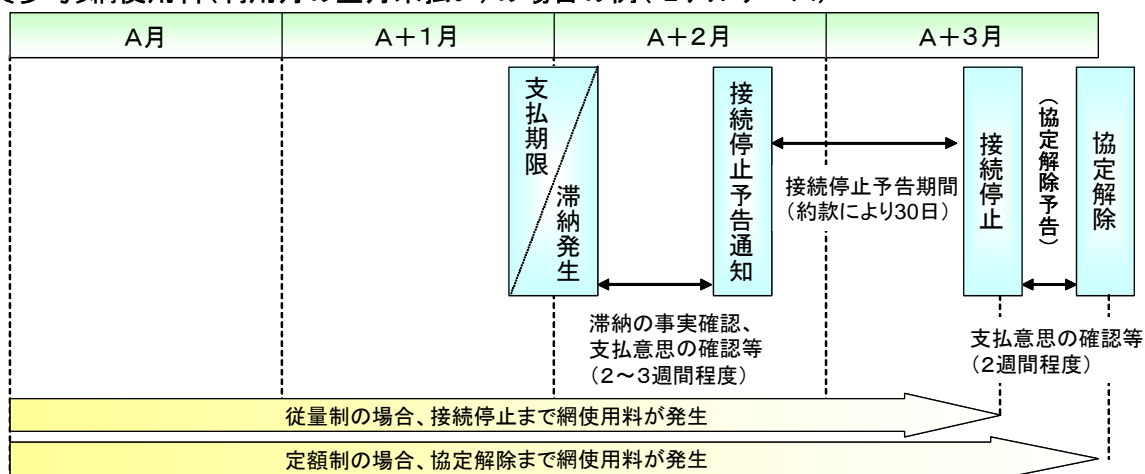 A月
A+1月
A+2月
A+3月
支払期限
滞納発生
接続停止予告通知
接続停止
（協定解除予告）
協定解除
接続停止予告期間
（約款により30日）
滞納の事実確認、
支払意思の確認等
（2～3週間程度）
支払意思の確認等
（2週間程度）
従量制の場合、接続停止まで網使用料が発生
定額制の場合、協定解除まで網使用料が発生